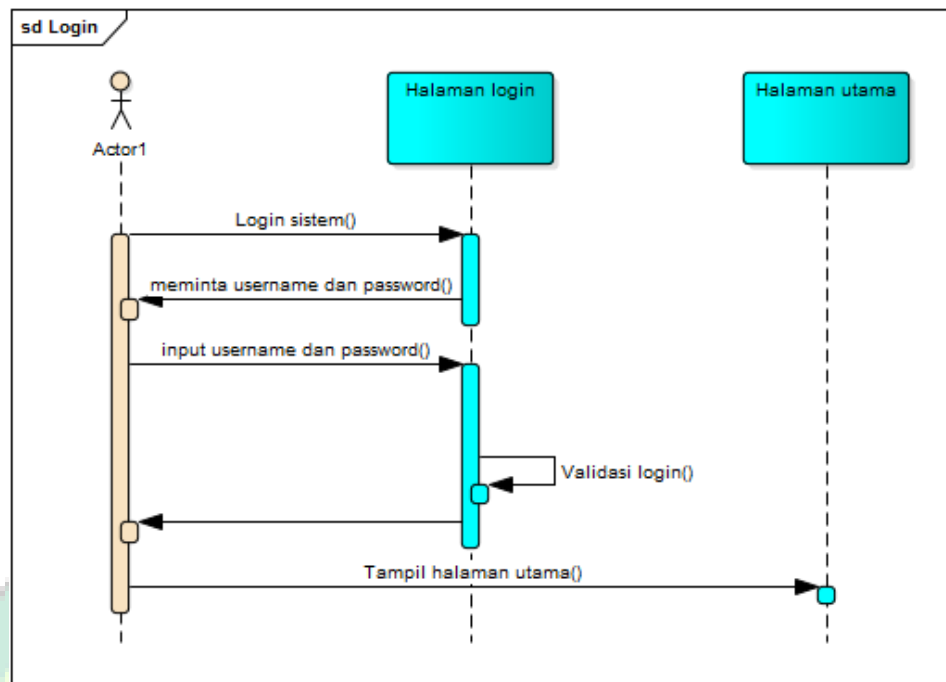 sd Login
Actor1
Halaman login
Halaman utama
Login sistem()
meminta username dan password()
input username dan password()
Validasi login()
Tampil halaman utama()